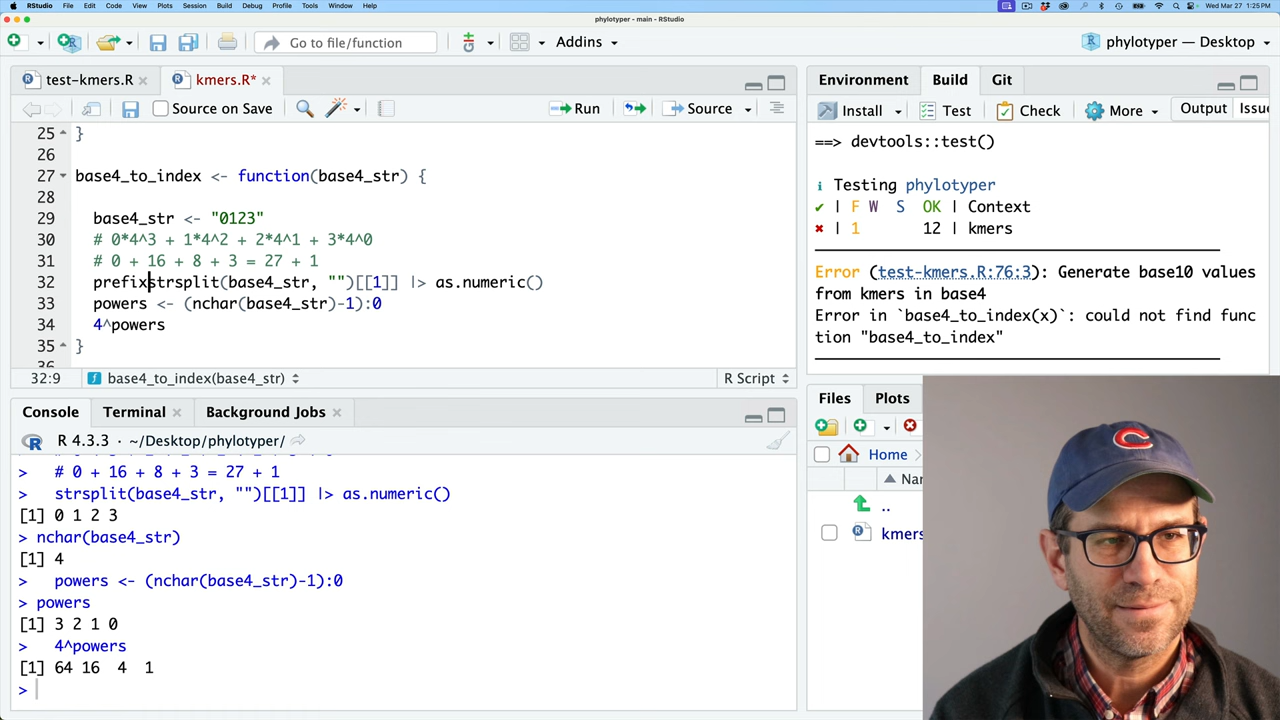 RStudio File Edit Code View Plots Session Build Debug Profile Tools Window Help
Wed Mar 27 1:25 PM
phylotyper - main - RStudio
Go to file/function
Addins
phylotyper — Desktop
test-kmers.R
kmers.R*
Source on Save
Run
Source
25 }
26
27 base4_to_index <- function(base4_str) {
28
29 base4_str <- "0123"
30 # 0*4^3 + 1*4^2 + 2*4^1 + 3*4^0
31 # 0 + 16 + 8 + 3 = 27 + 1
32 prefixstrsplit(base4_str, "")[[1]] |> as.numeric()
33 powers <- (nchar(base4_str)-1):0
34 4^powers
35 }
36
32:9 base4_to_index(base4_str) R Script
Console Terminal Background Jobs
R 4.3.3 · ~/Desktop/phylotyper/
> # 0 + 16 + 8 + 3 = 27 + 1
> strsplit(base4_str, "")[[1]] |> as.numeric()
[1] 0 1 2 3
> nchar(base4_str)
[1] 4
> powers <- (nchar(base4_str)-1):0
> powers
[1] 3 2 1 0
> 4^powers
[1] 64 16 4 1
>
Environment Build Git
Install Test Check More Output Issue
==> devtools::test()
ℹ Testing phylotyper
✔ | F W S OK | Context
✖ | 1 12 | kmers
Error (test-kmers.R:76:3): Generate base10 values
from kmers in base4
Error in `base4_to_index(x)`: could not find func
tion "base4_to_index"
Files Plots
Home
Nar
..
kmers